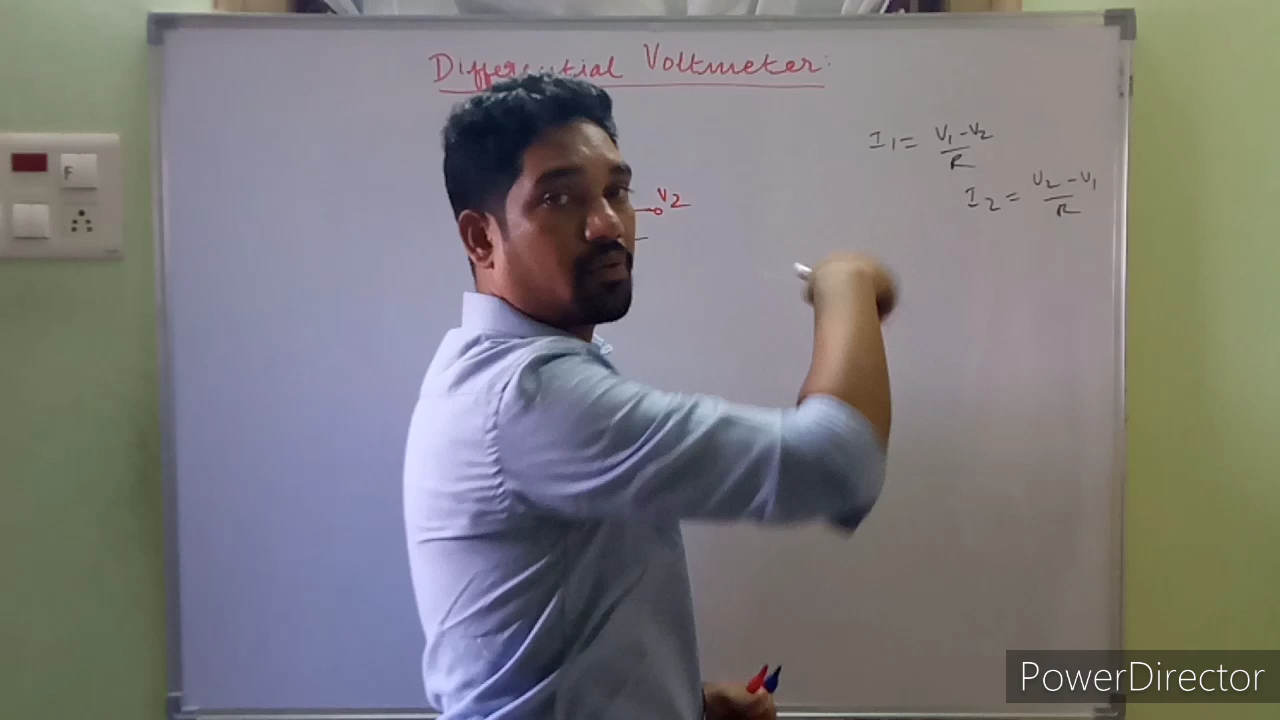 Differential Voltmeter:
I1 = V1 - V2 / R
I2 = V2 - V1 / R
V2
F
PowerDirector